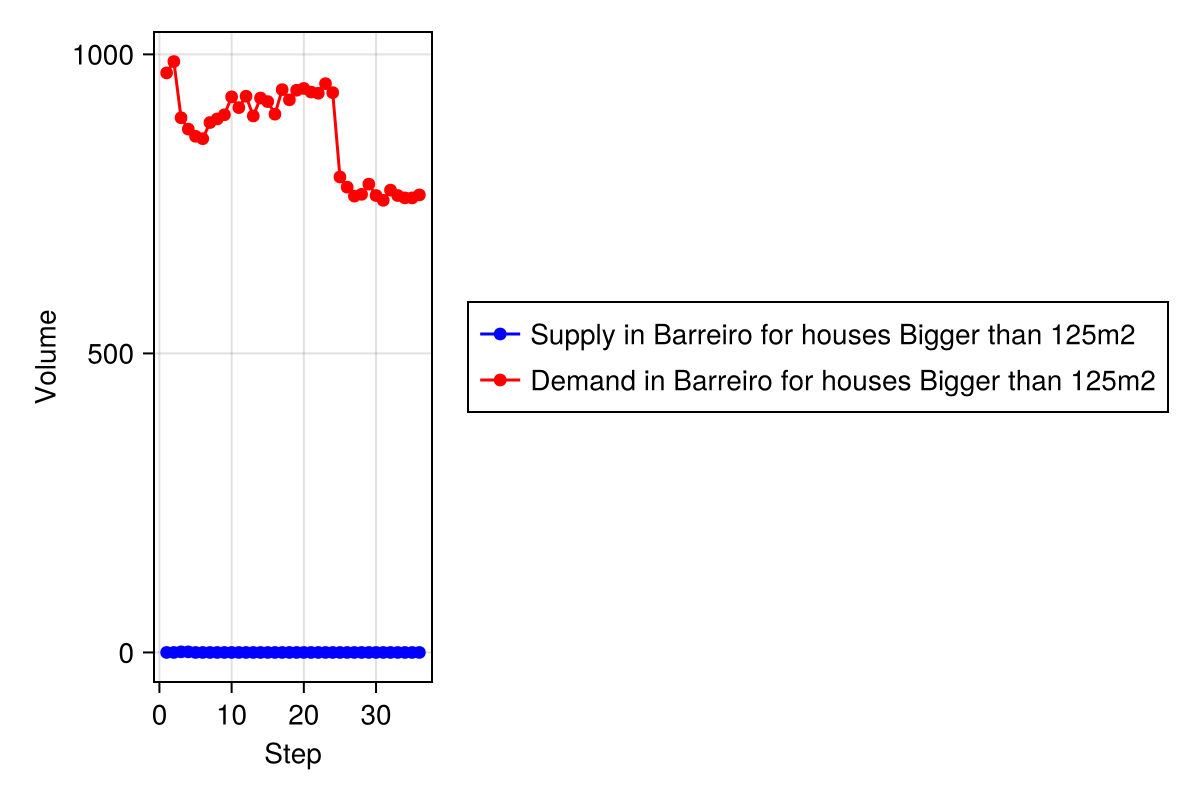 1000
500
0
Volume
0 10 20 30
Step
Supply in Barreiro for houses Bigger than 125m2
Demand in Barreiro for houses Bigger than 125m2